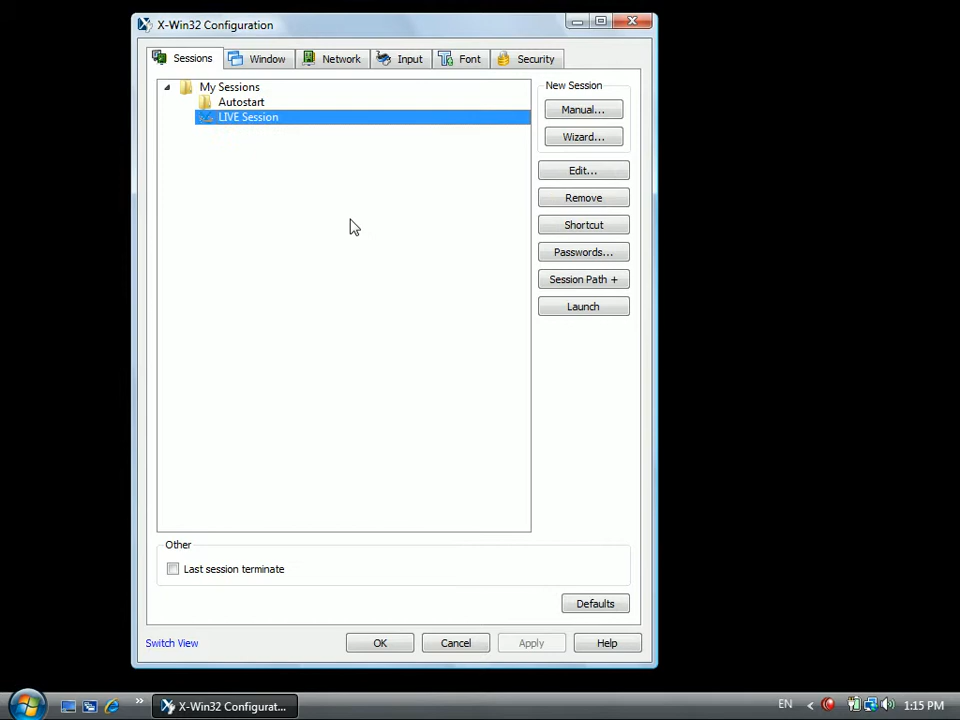 X-Win32 Configuration
Sessions
Window
Network
Input
Font
Security
My Sessions
Autostart
LIVE Session
New Session
Manual...
Wizard...
Edit...
Remove
Shortcut
Passwords...
Session Path +
Launch
Other
Last session terminate
Defaults
Switch View
OK
Cancel
Apply
Help
X-Win32 Configurat...
EN
1:15 PM